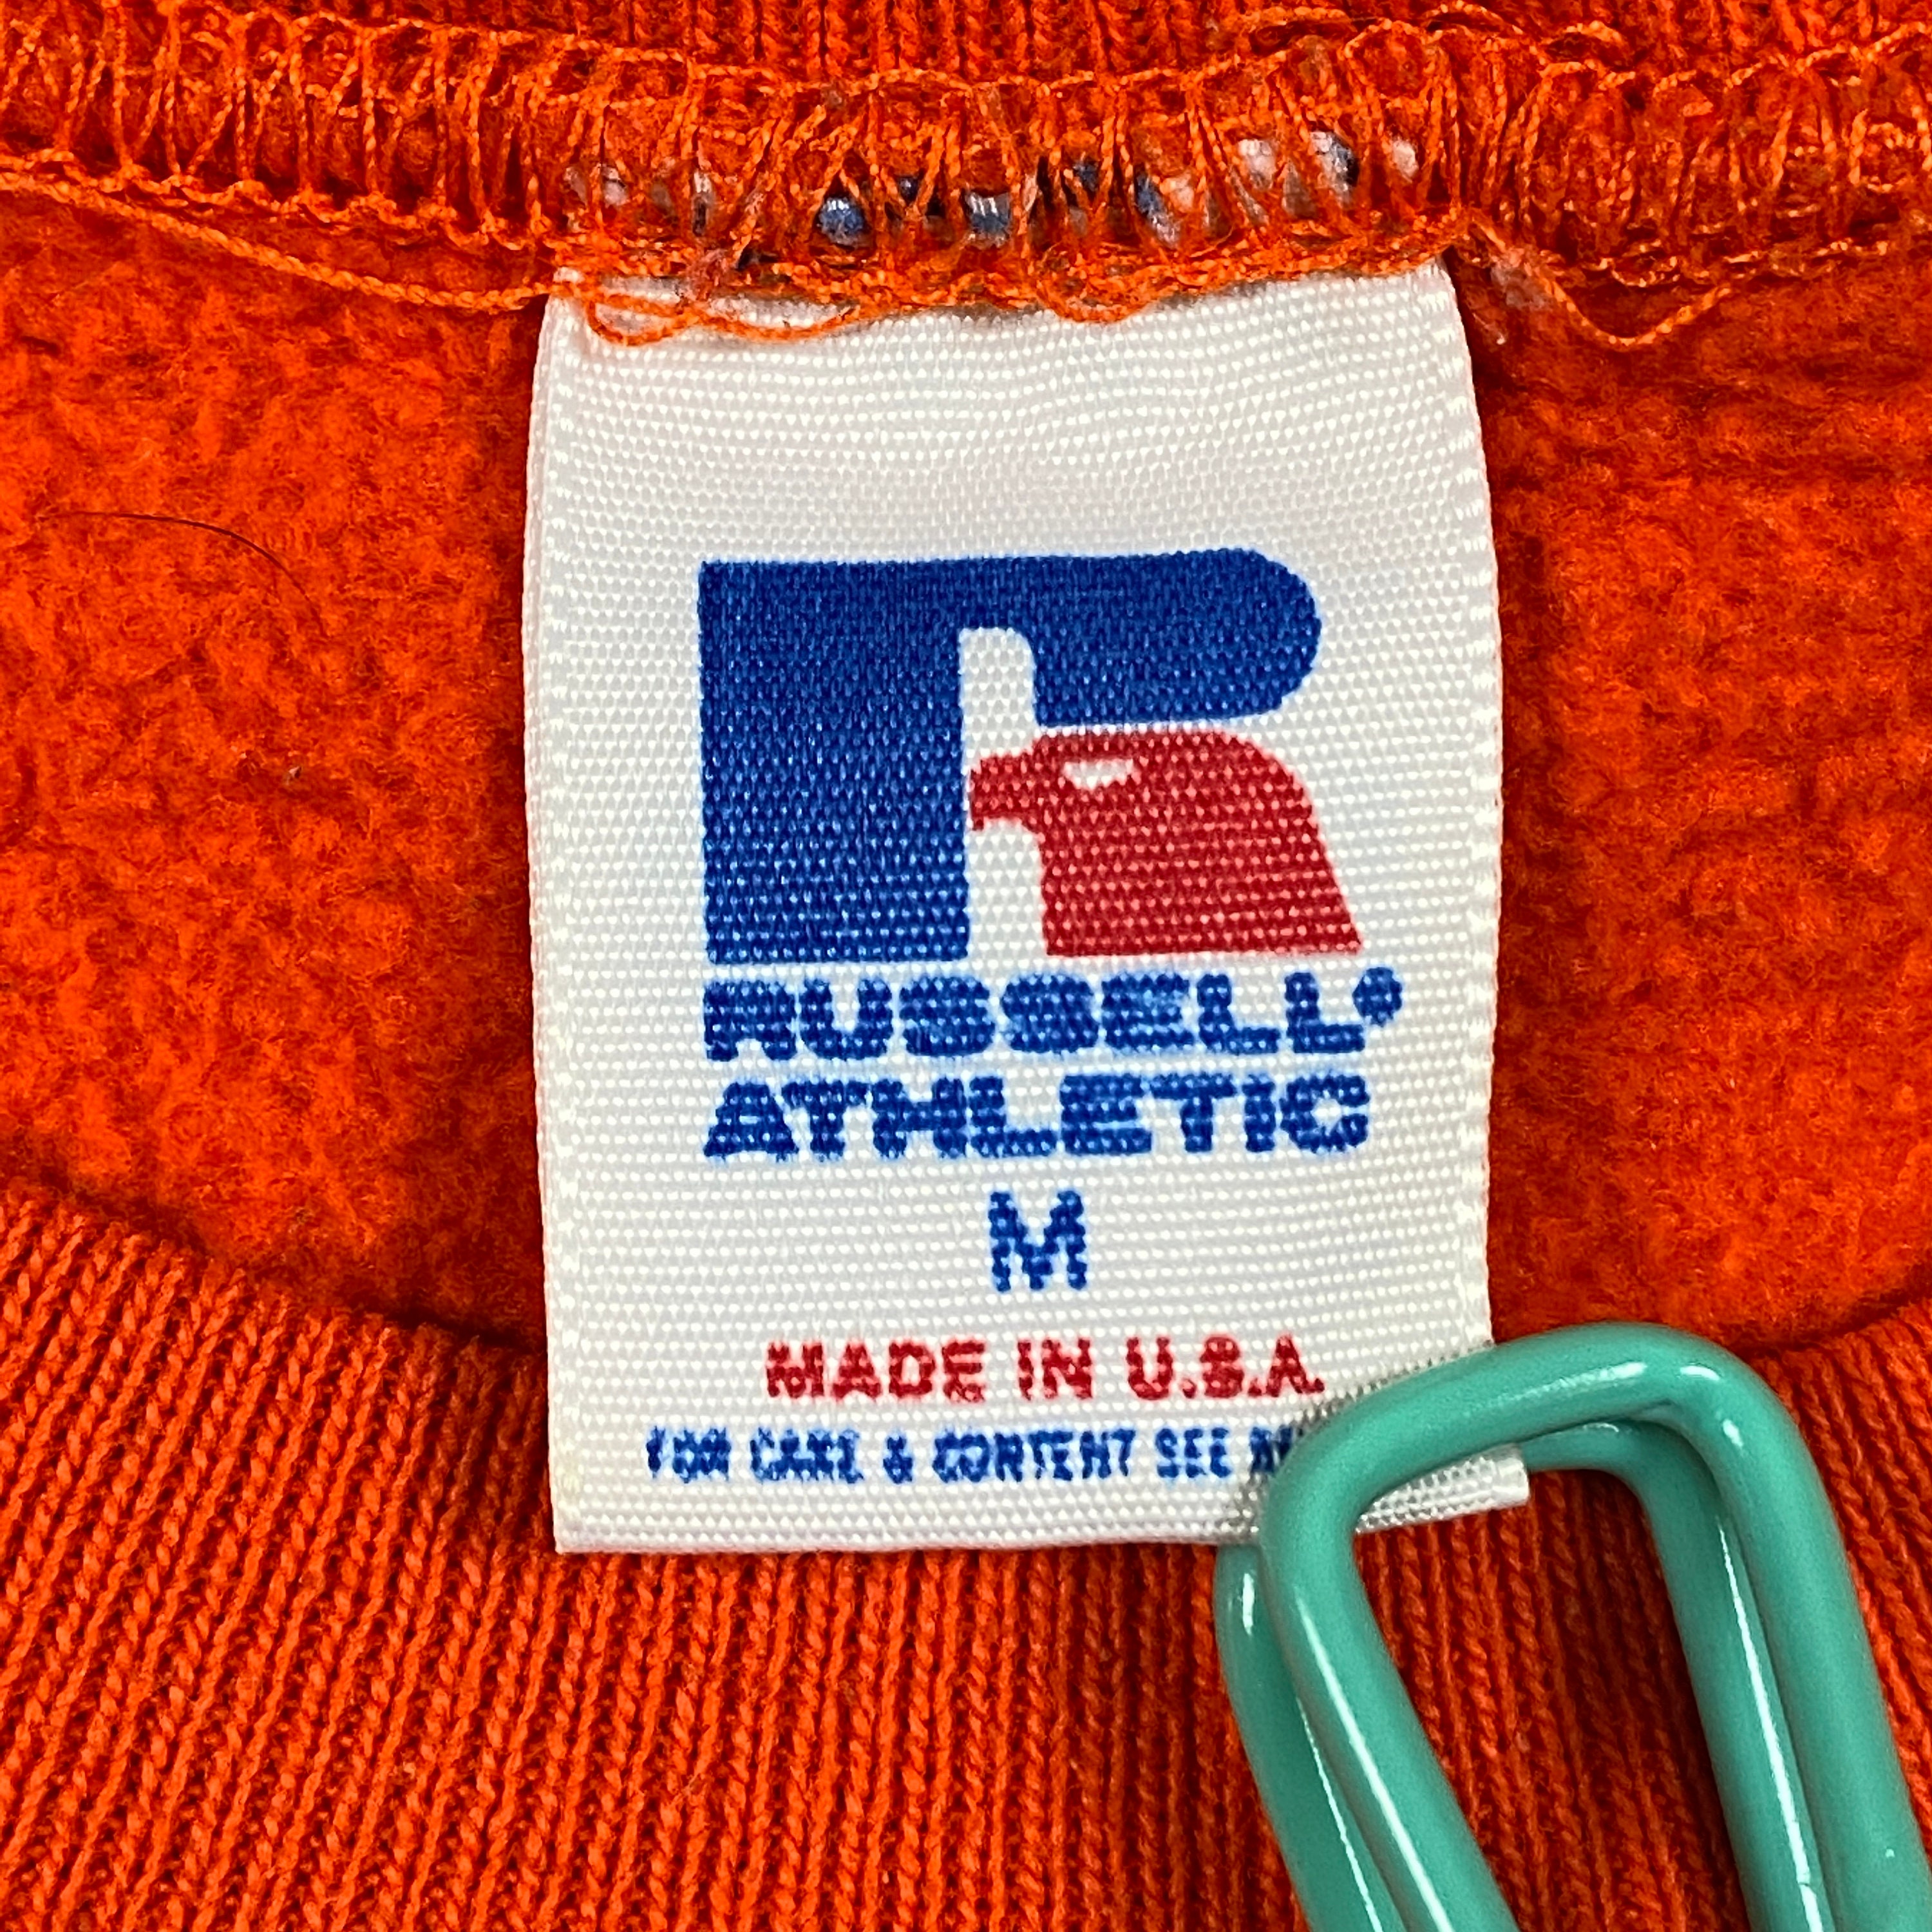 RUSSELL®
ATHLETIC
M
MADE IN U.S.A.
FOR CARE & CONTENT SEE